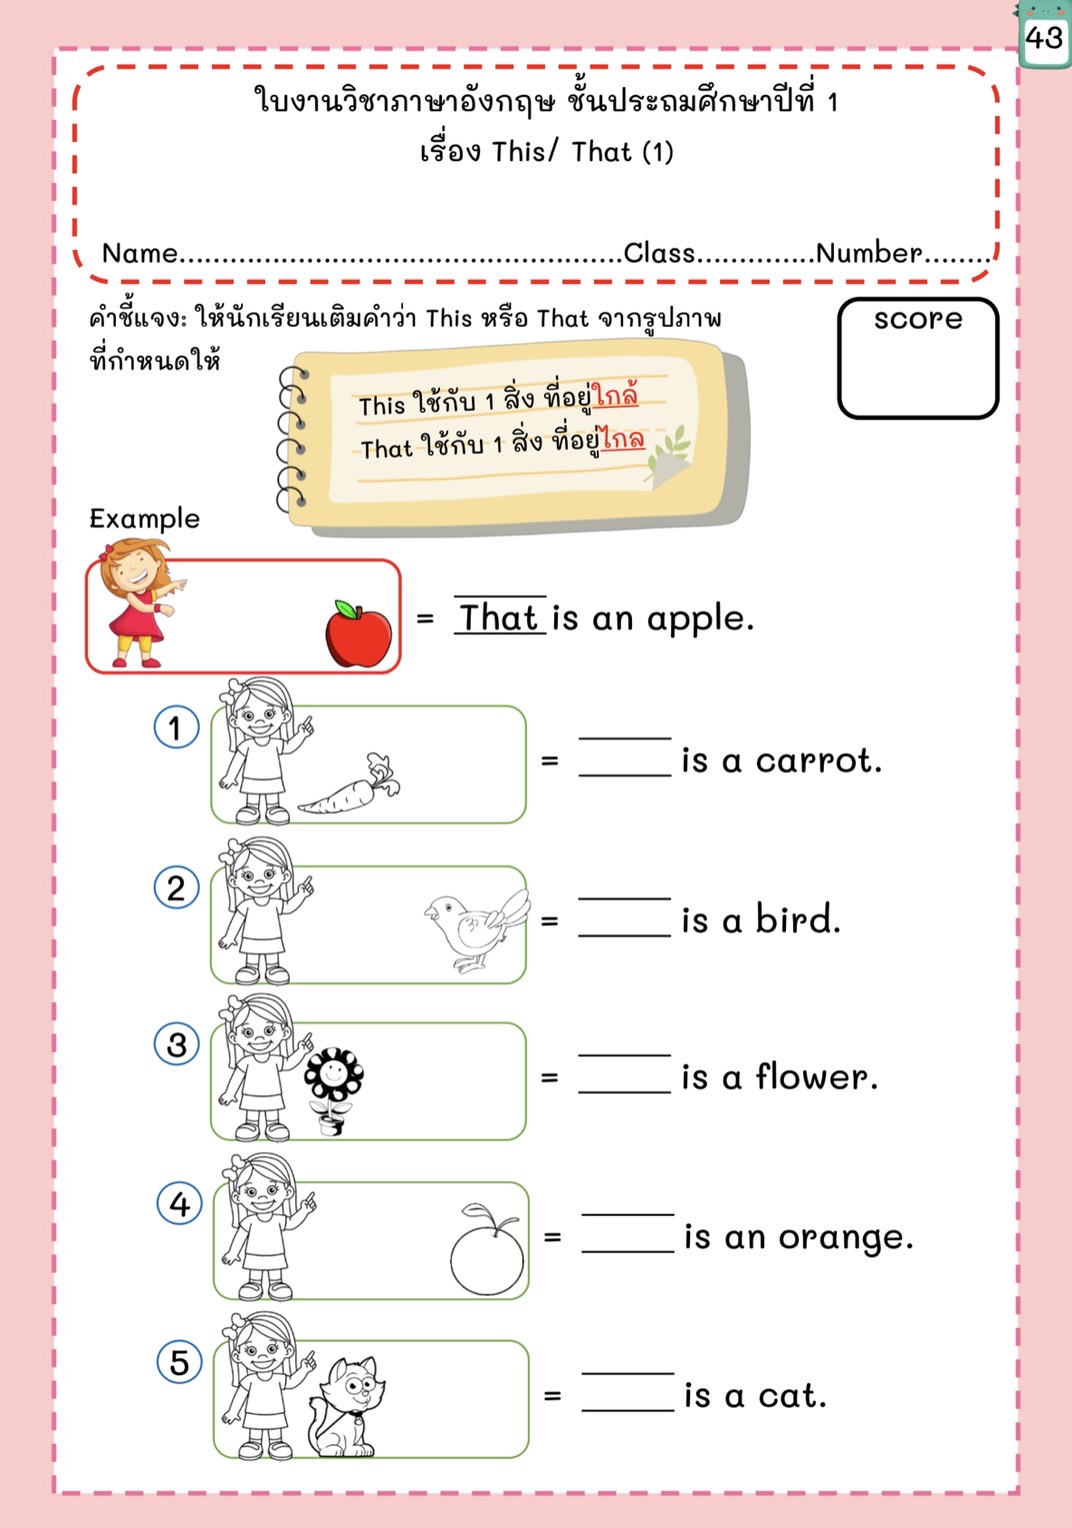 43
ใบงานวิชาภาษาอังกฤษ ชั้นประถมศึกษาปีที่ 1
เรื่อง This/ That (1)
Name..................................................Class..............Number........
คำชี้แจง: ให้นักเรียนเติมคำว่า This หรือ That จากรูปภาพ
ที่กำหนดให้
score
This ใช้กับ 1 สิ่ง ที่อยู่ใกล้
That ใช้กับ 1 สิ่ง ที่อยู่ไกล
Example
= That is an apple.
1 = ____ is a carrot.
2 = ____ is a bird.
3 = ____ is a flower.
4 = ____ is an orange.
5 = ____ is a cat.